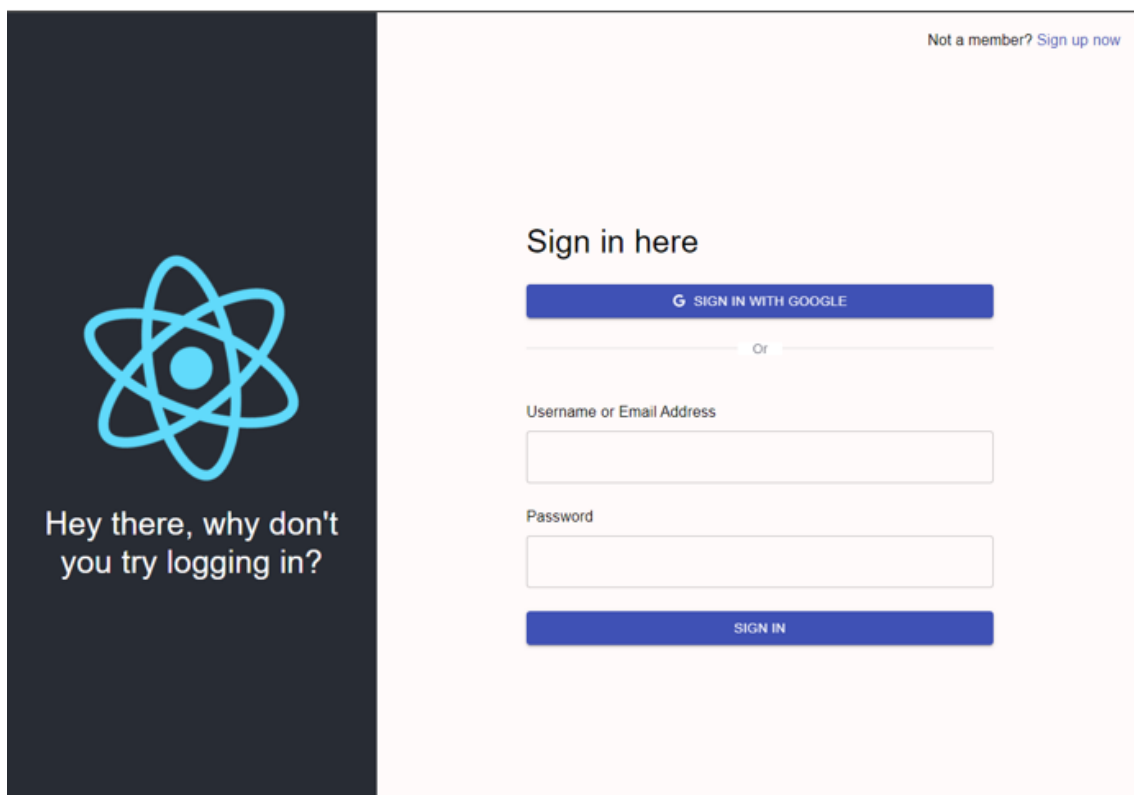 Not a member? Sign up now
Hey there, why don't
you try logging in?
Sign in here
G SIGN IN WITH GOOGLE
Or
Username or Email Address
Password
SIGN IN